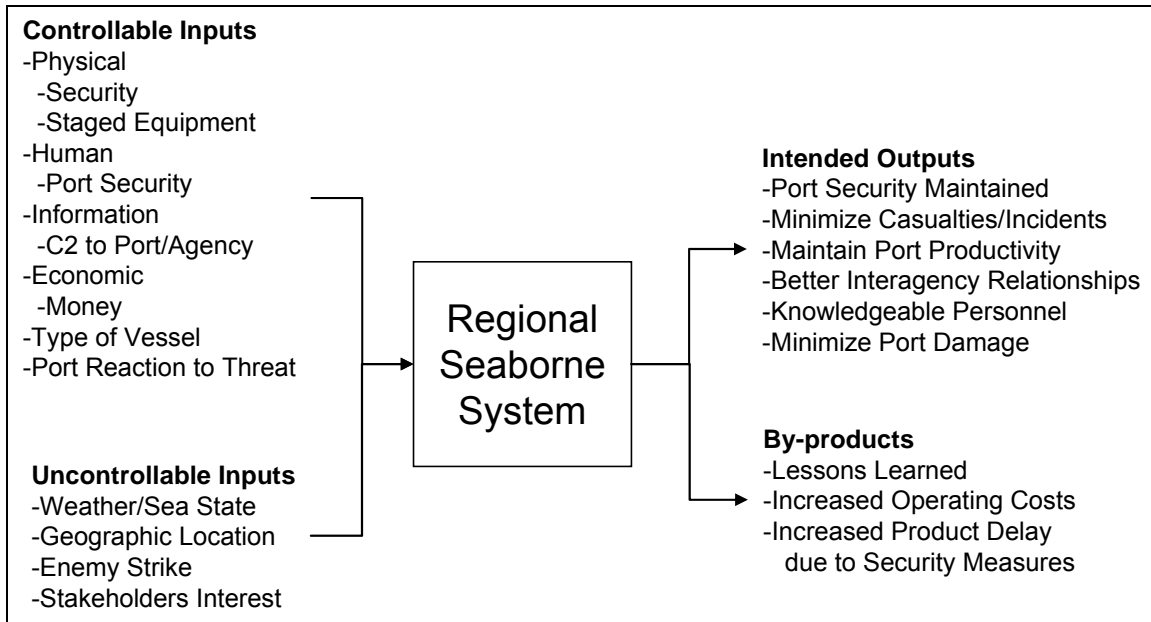 Controllable Inputs
-Physical
-Security
-Staged Equipment
-Human
-Port Security
-Information
-C2 to Port/Agency
-Economic
-Money
-Type of Vessel
-Port Reaction to Threat
Uncontrollable Inputs
-Weather/Sea State
-Geographic Location
-Enemy Strike
-Stakeholders Interest
Regional
Seaborne
System
Intended Outputs
-Port Security Maintained
-Minimize Casualties/Incidents
-Maintain Port Productivity
-Better Interagency Relationships
-Knowledgeable Personnel
-Minimize Port Damage
By-products
-Lessons Learned
-Increased Operating Costs
-Increased Product Delay
due to Security Measures